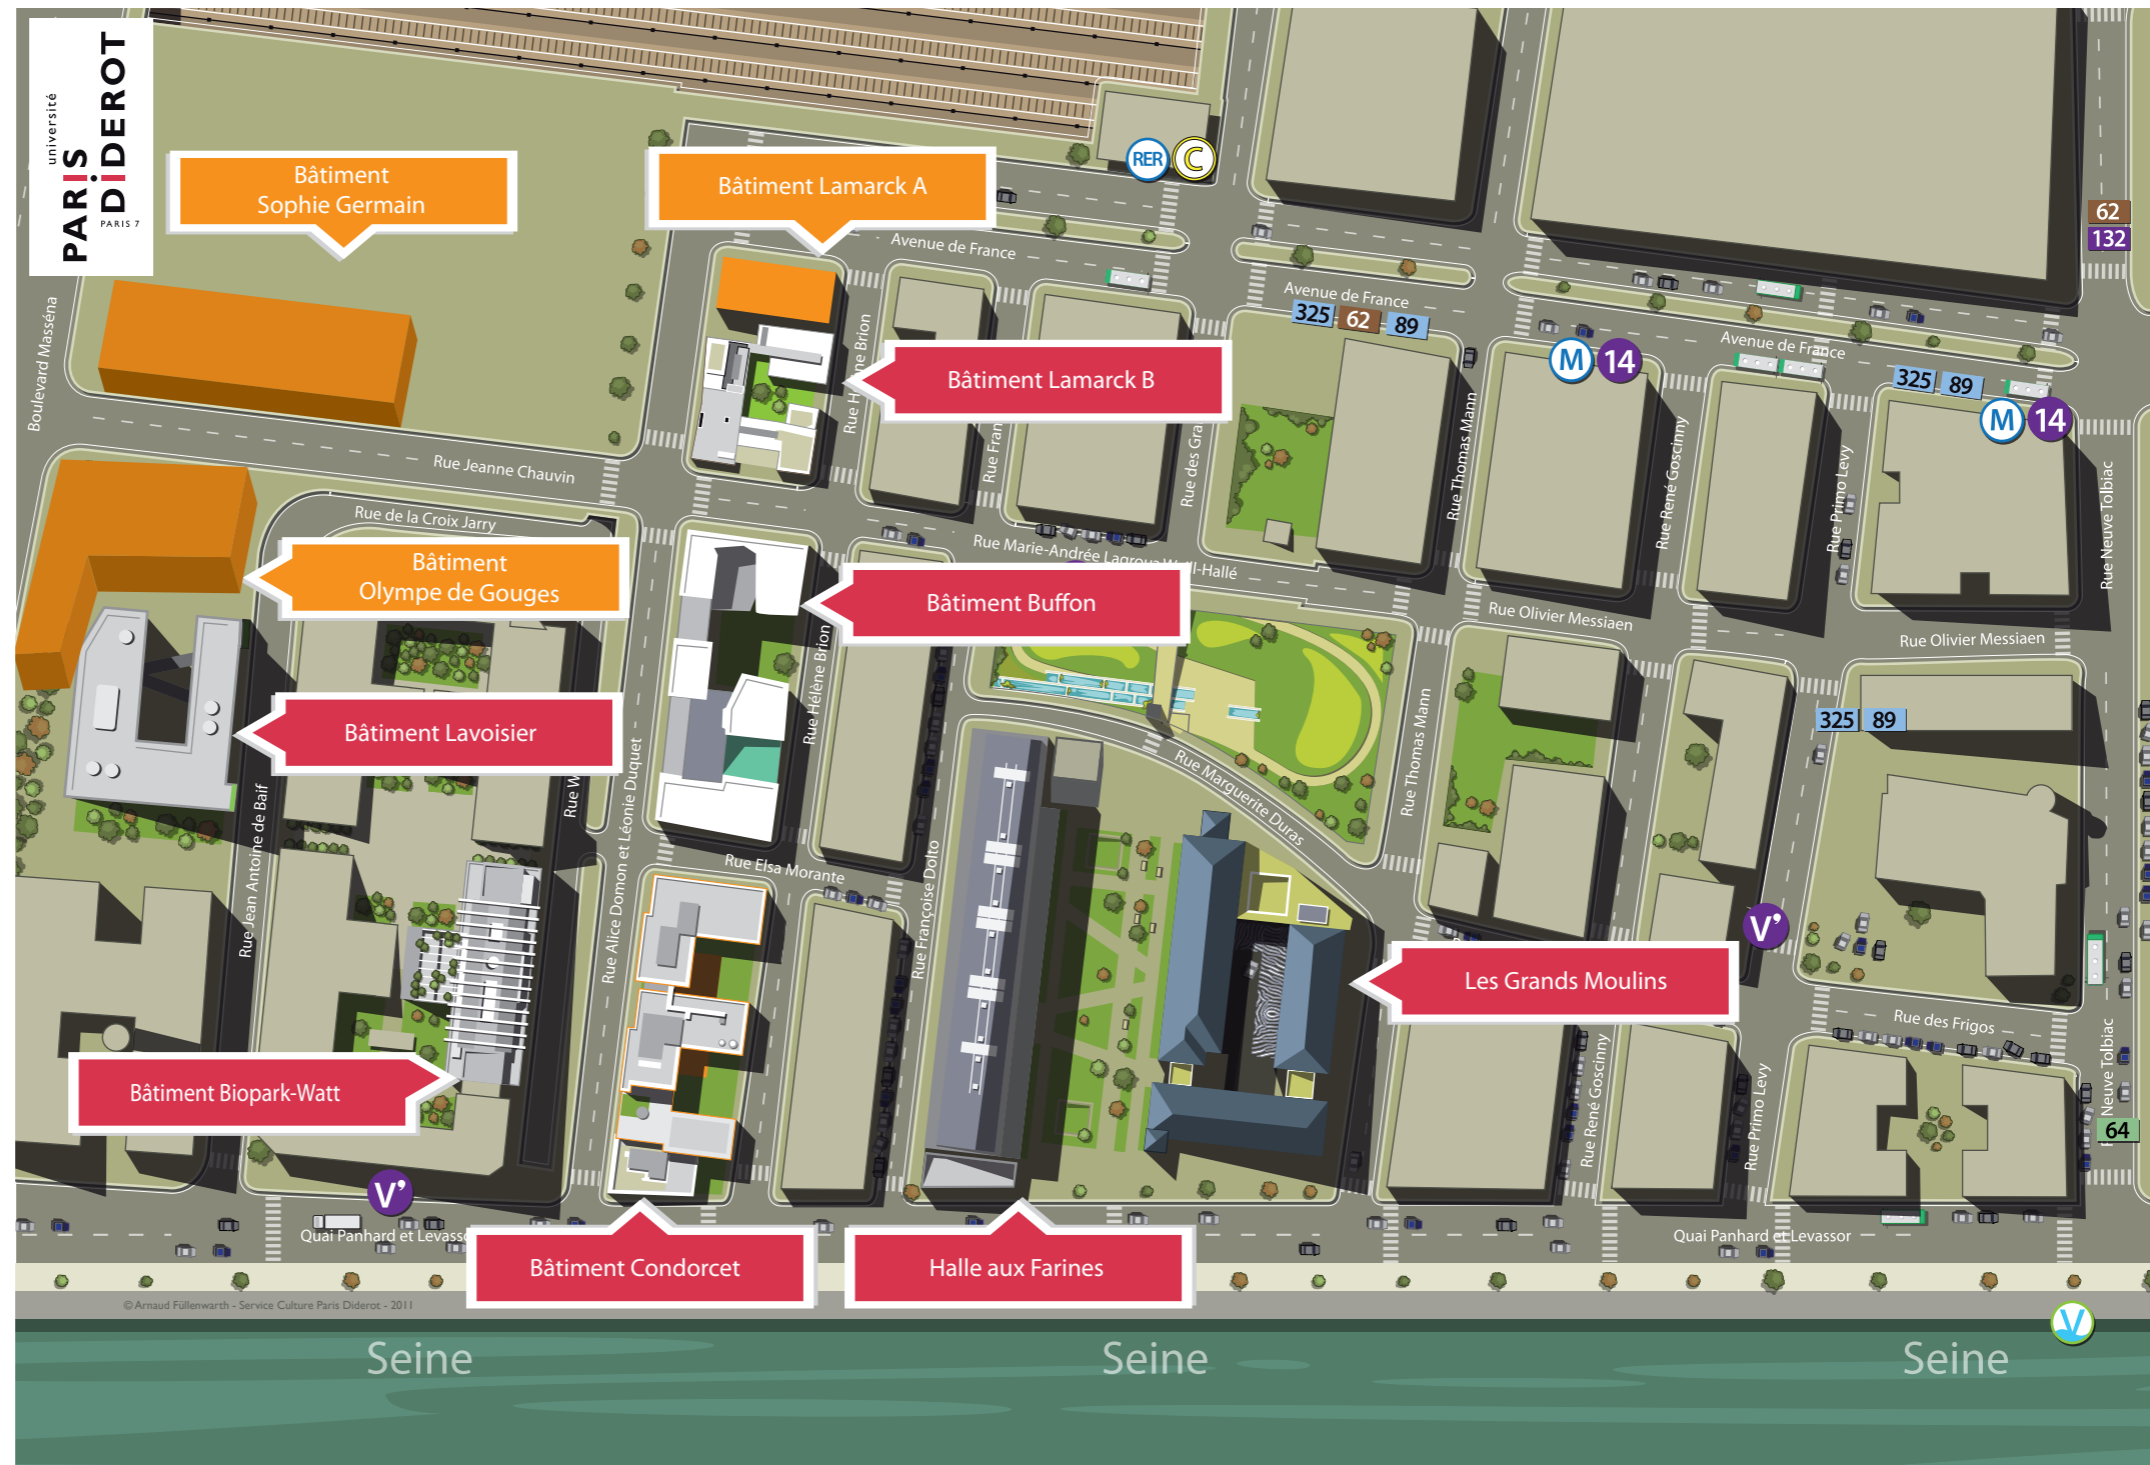 université
PARIS
DiDEROT
PARIS 7
Bâtiment
Sophie Germain
Bâtiment Lamarck A
RER
C
62
132
Avenue de France
Avenue de France
325 62 89
Avenue de France
M 14
325 89
M 14
Boulevard Masséna
Bâtiment Lamarck B
Rue Jeanne Chauvin
Rue de la Croix Jarry
Rue Thomas Mann
Rue René Goscinny
Rue Primo Levy
Rue Neuve Tolbiac
Bâtiment
Olympe de Gouges
Rue Marie-Andrée
Bâtiment Buffon
Rue Hélène Brion
Rue Olivier Messiaen
Rue Olivier Messiaen
325 89
Bâtiment Lavoisier
Rue Thomas Mann
Rue Marguerite Duras
Rue Jean Antoine de Baif
Rue Alice Domon et Léonie Duquet
Rue Elsa Morante
Rue Françoise Dolto
V'
Les Grands Moulins
Rue des Frigos
Rue René Goscinny
Rue Primo Levy
Neuve Tolbiac
64
Bâtiment Biopark-Watt
V'
Quai Panhard et Levassor
Quai Panhard et Levassor
Bâtiment Condorcet
Halle aux Farines
© Arnaud Füllenwarth - Service Culture Paris Diderot - 2011
V
Seine
Seine
Seine